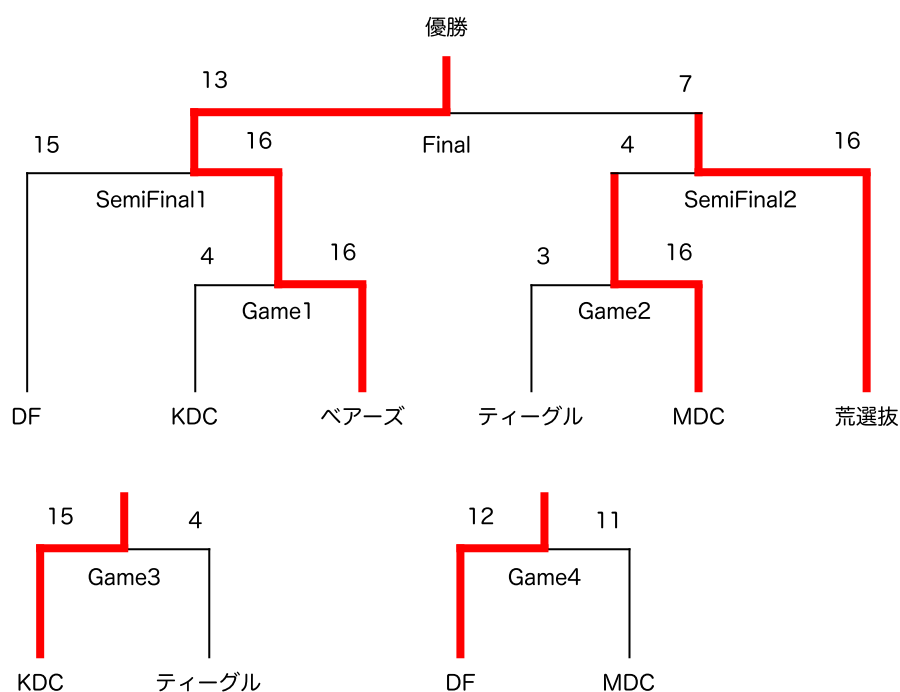 優勝
13 7
15 16 Final 4 16
SemiFinal1 SemiFinal2
4 16 3 16
Game1 Game2
DF KDC ベアーズ ティーグル MDC 荒選抜
15 4 12 11
Game3 Game4
KDC ティーグル DF MDC